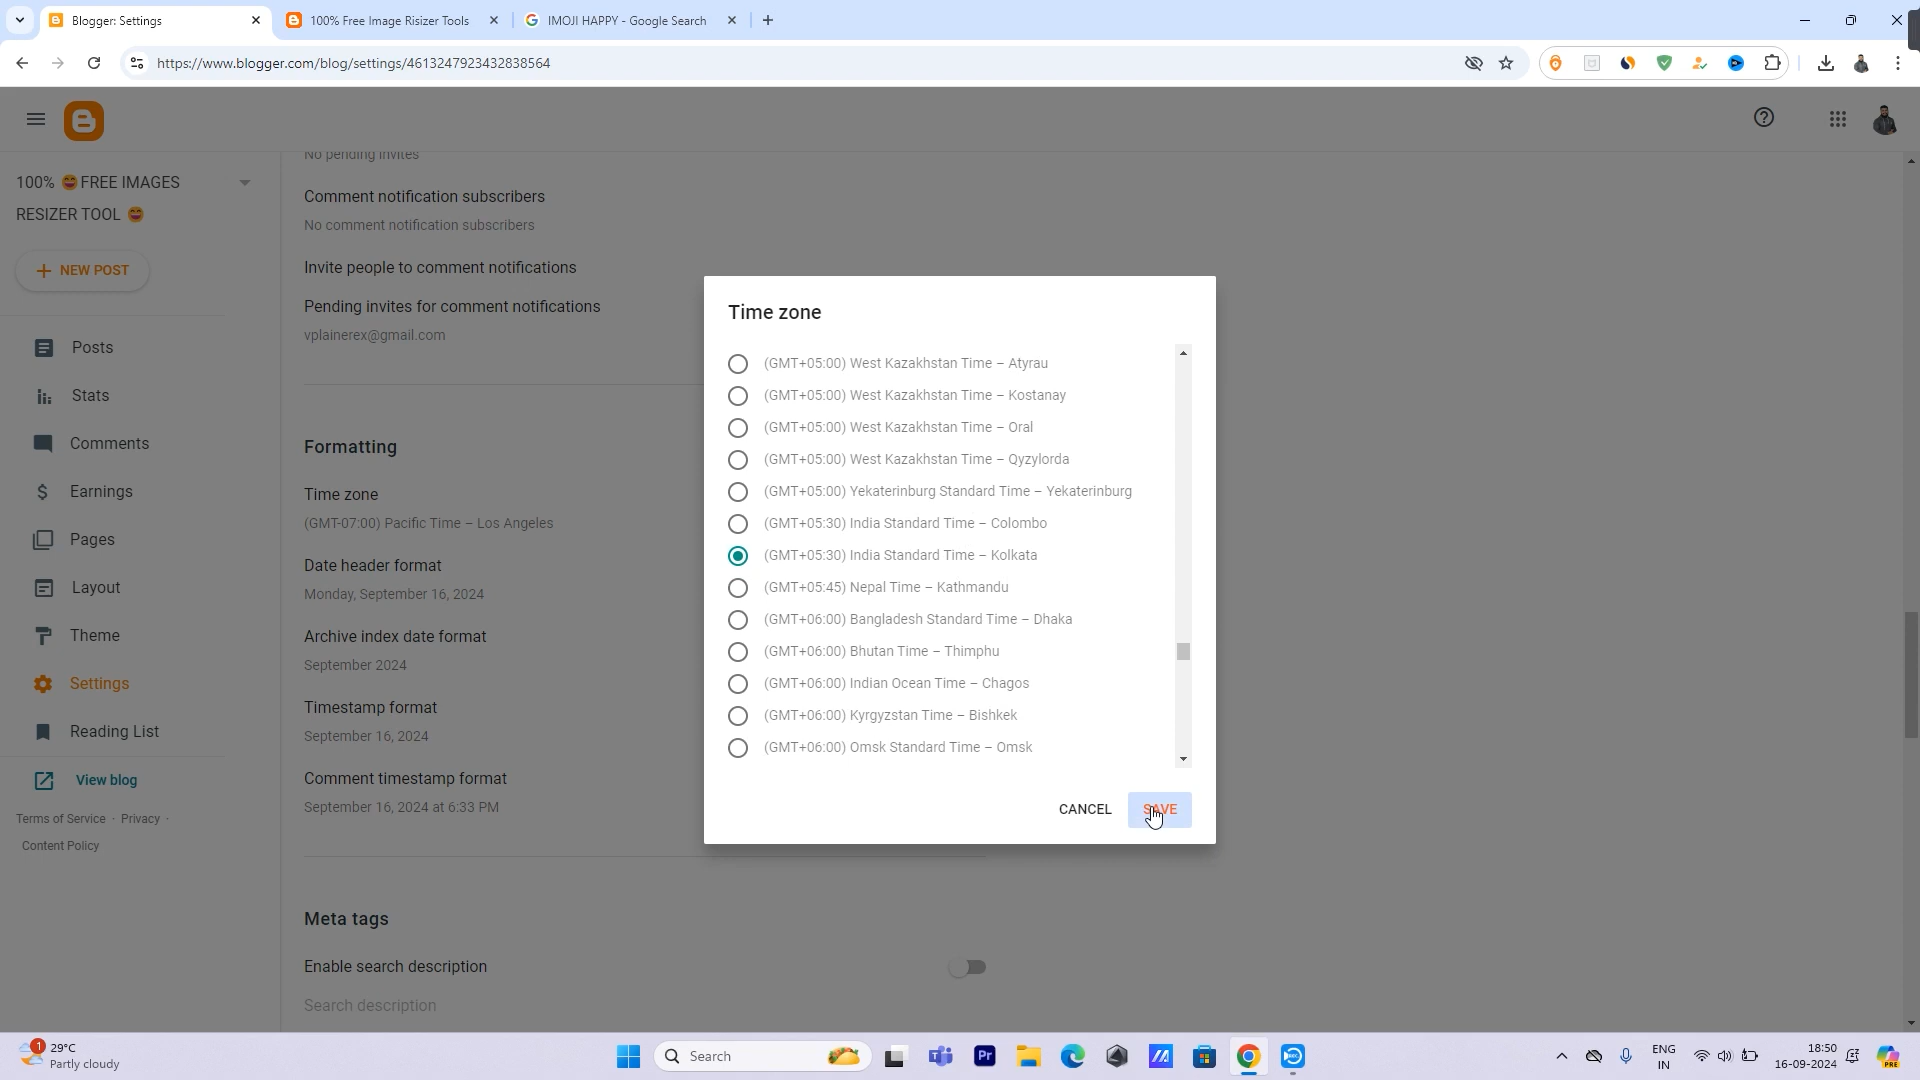 Blogger: Settings
100% Free Image Risizer Tools
IMOJI HAPPY - Google Search
https://www.blogger.com/blog/settings/4613247923432838564
100% 😄FREE IMAGES
RESIZER TOOL 😄
NEW POST
Posts
Stats
Comments
Earnings
Pages
Layout
Theme
Settings
Reading List
View blog
Terms of Service · Privacy ·
Content Policy
No pending invites
Comment notification subscribers
No comment notification subscribers
Invite people to comment notifications
Pending invites for comment notifications
vplainerex@gmail.com
Formatting
Time zone
(GMT-07:00) Pacific Time – Los Angeles
Date header format
Monday, September 16, 2024
Archive index date format
September 2024
Timestamp format
September 16, 2024
Comment timestamp format
September 16, 2024 at 6:33 PM
Meta tags
Enable search description
Search description
Time zone
(GMT+05:00) West Kazakhstan Time – Atyrau
(GMT+05:00) West Kazakhstan Time – Kostanay
(GMT+05:00) West Kazakhstan Time – Oral
(GMT+05:00) West Kazakhstan Time – Qyzylorda
(GMT+05:00) Yekaterinburg Standard Time – Yekaterinburg
(GMT+05:30) India Standard Time – Colombo
(GMT+05:30) India Standard Time – Kolkata
(GMT+05:45) Nepal Time – Kathmandu
(GMT+06:00) Bangladesh Standard Time – Dhaka
(GMT+06:00) Bhutan Time – Thimphu
(GMT+06:00) Indian Ocean Time – Chagos
(GMT+06:00) Kyrgyzstan Time – Bishkek
(GMT+06:00) Omsk Standard Time – Omsk
CANCEL
SAVE
1
29°C
Partly cloudy
Search
Pr
REC
ENG
IN
18:50
16-09-2024
PRE